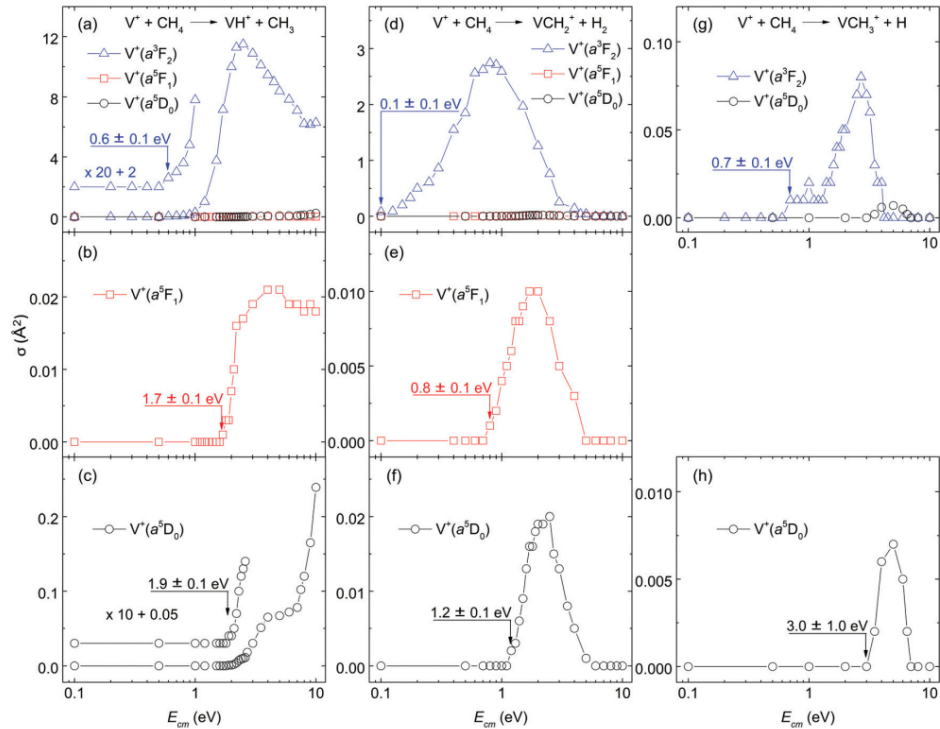 (a) V⁺ + CH₄ → VH⁺ + CH₃
V⁺(a³F₂)
V⁺(a⁵F₁)
V⁺(a⁵D₀)
0.6 ± 0.1 eV
x 20 + 2
12
8
4
0
(d) V⁺ + CH₄ → VCH₂⁺ + H₂
V⁺(a³F₂)
V⁺(a⁵F₁)
V⁺(a⁵D₀)
0.1 ± 0.1 eV
3
2
1
0
(g) V⁺ + CH₄ → VCH₃⁺ + H
V⁺(a³F₂)
V⁺(a⁵D₀)
0.7 ± 0.1 eV
0.10
0.05
0.00
0.1 1 10
(b)
V⁺(a⁵F₁)
1.7 ± 0.1 eV
0.02
0.01
0.00
σ (Å²)
(e)
V⁺(a⁵F₁)
0.8 ± 0.1 eV
0.010
0.005
0.000
(c)
V⁺(a⁵D₀)
1.9 ± 0.1 eV
x 10 + 0.05
0.2
0.1
0.0
0.1 1 10
E_cm (eV)
(f)
V⁺(a⁵D₀)
1.2 ± 0.1 eV
0.02
0.01
0.00
0.1 1 10
E_cm (eV)
(h)
V⁺(a⁵D₀)
3.0 ± 1.0 eV
0.010
0.005
0.000
0.1 1 10
E_cm (eV)